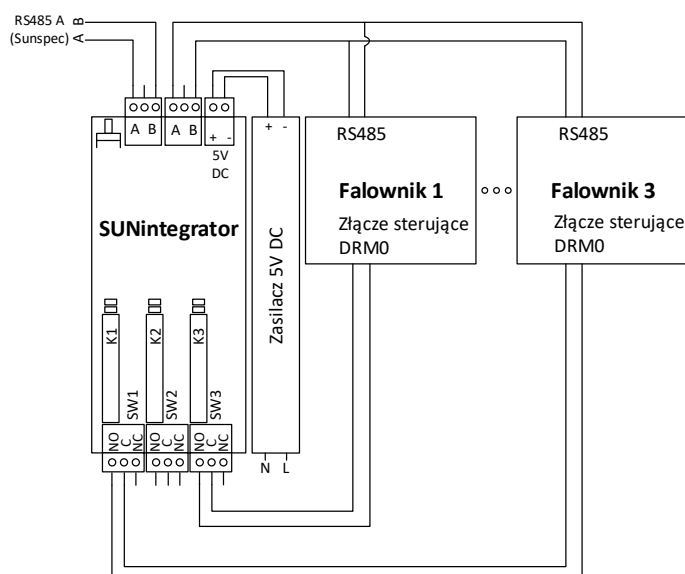 RS485 A B
(Sunspec) A
A B
A B
+ -
5V
DC
+ -
RS485
RS485
Falownik 1
Falownik 3
Złącze sterujące
DRM0
Złącze sterujące
DRM0
SUNintegrator
Zasilacz 5V DC
K1
K2
K3
SW1
SW2
SW3
NO
C
NC
NO
C
NC
NO
C
NC
N L